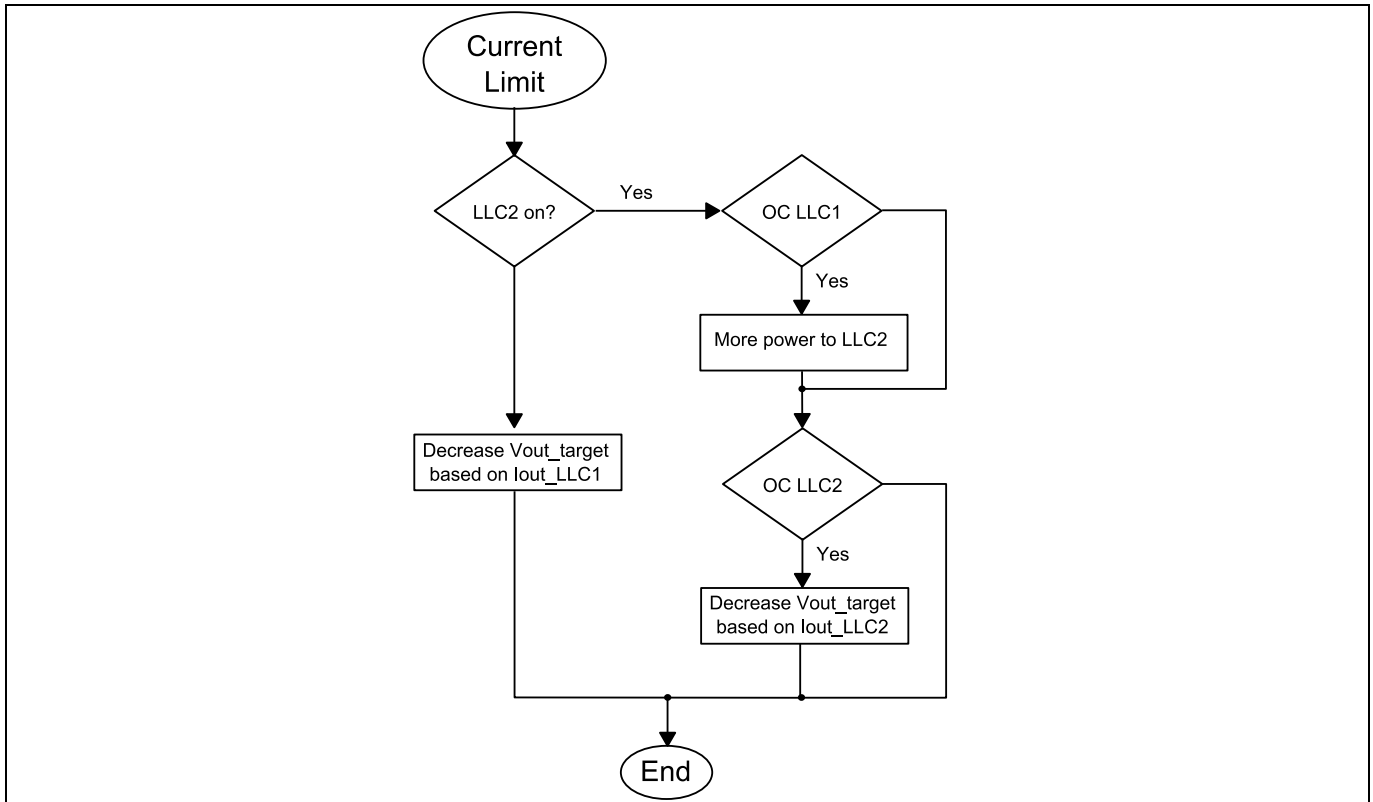 Current
Limit
LLC2 on?
Yes
OC LLC1
Yes
More power to LLC2
Decrease Vout_target
based on Iout_LLC1
OC LLC2
Yes
Decrease Vout_target
based on Iout_LLC2
End